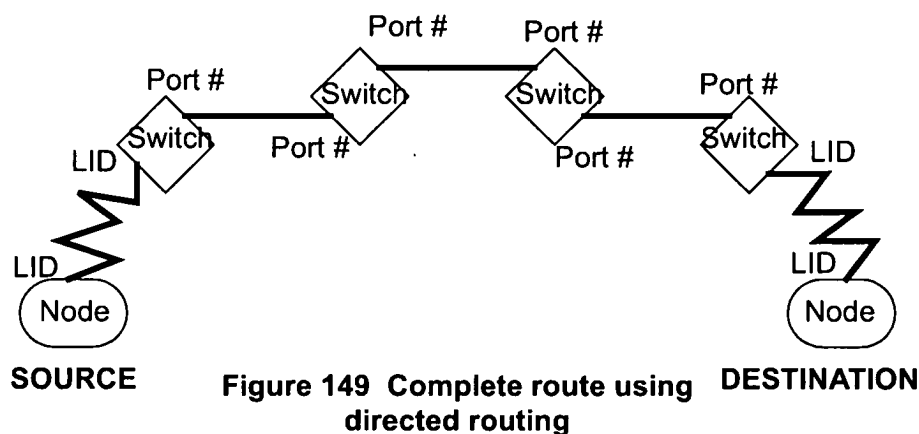 Port #
Port #
Port #
Port #
Switch
Switch
Switch
Switch
Port #
Port #
LID
LID
LID
LID
Node
Node
SOURCE
DESTINATION
Figure 149 Complete route using
directed routing